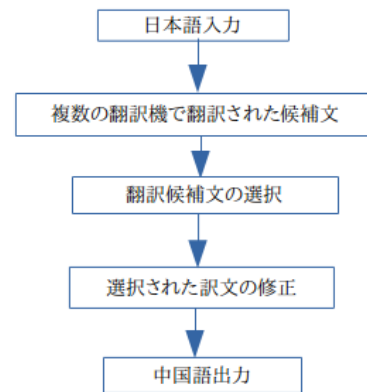 日本語入力
複数の翻訳機で翻訳された候補文
翻訳候補文の選択
選択された訳文の修正
中国語出力